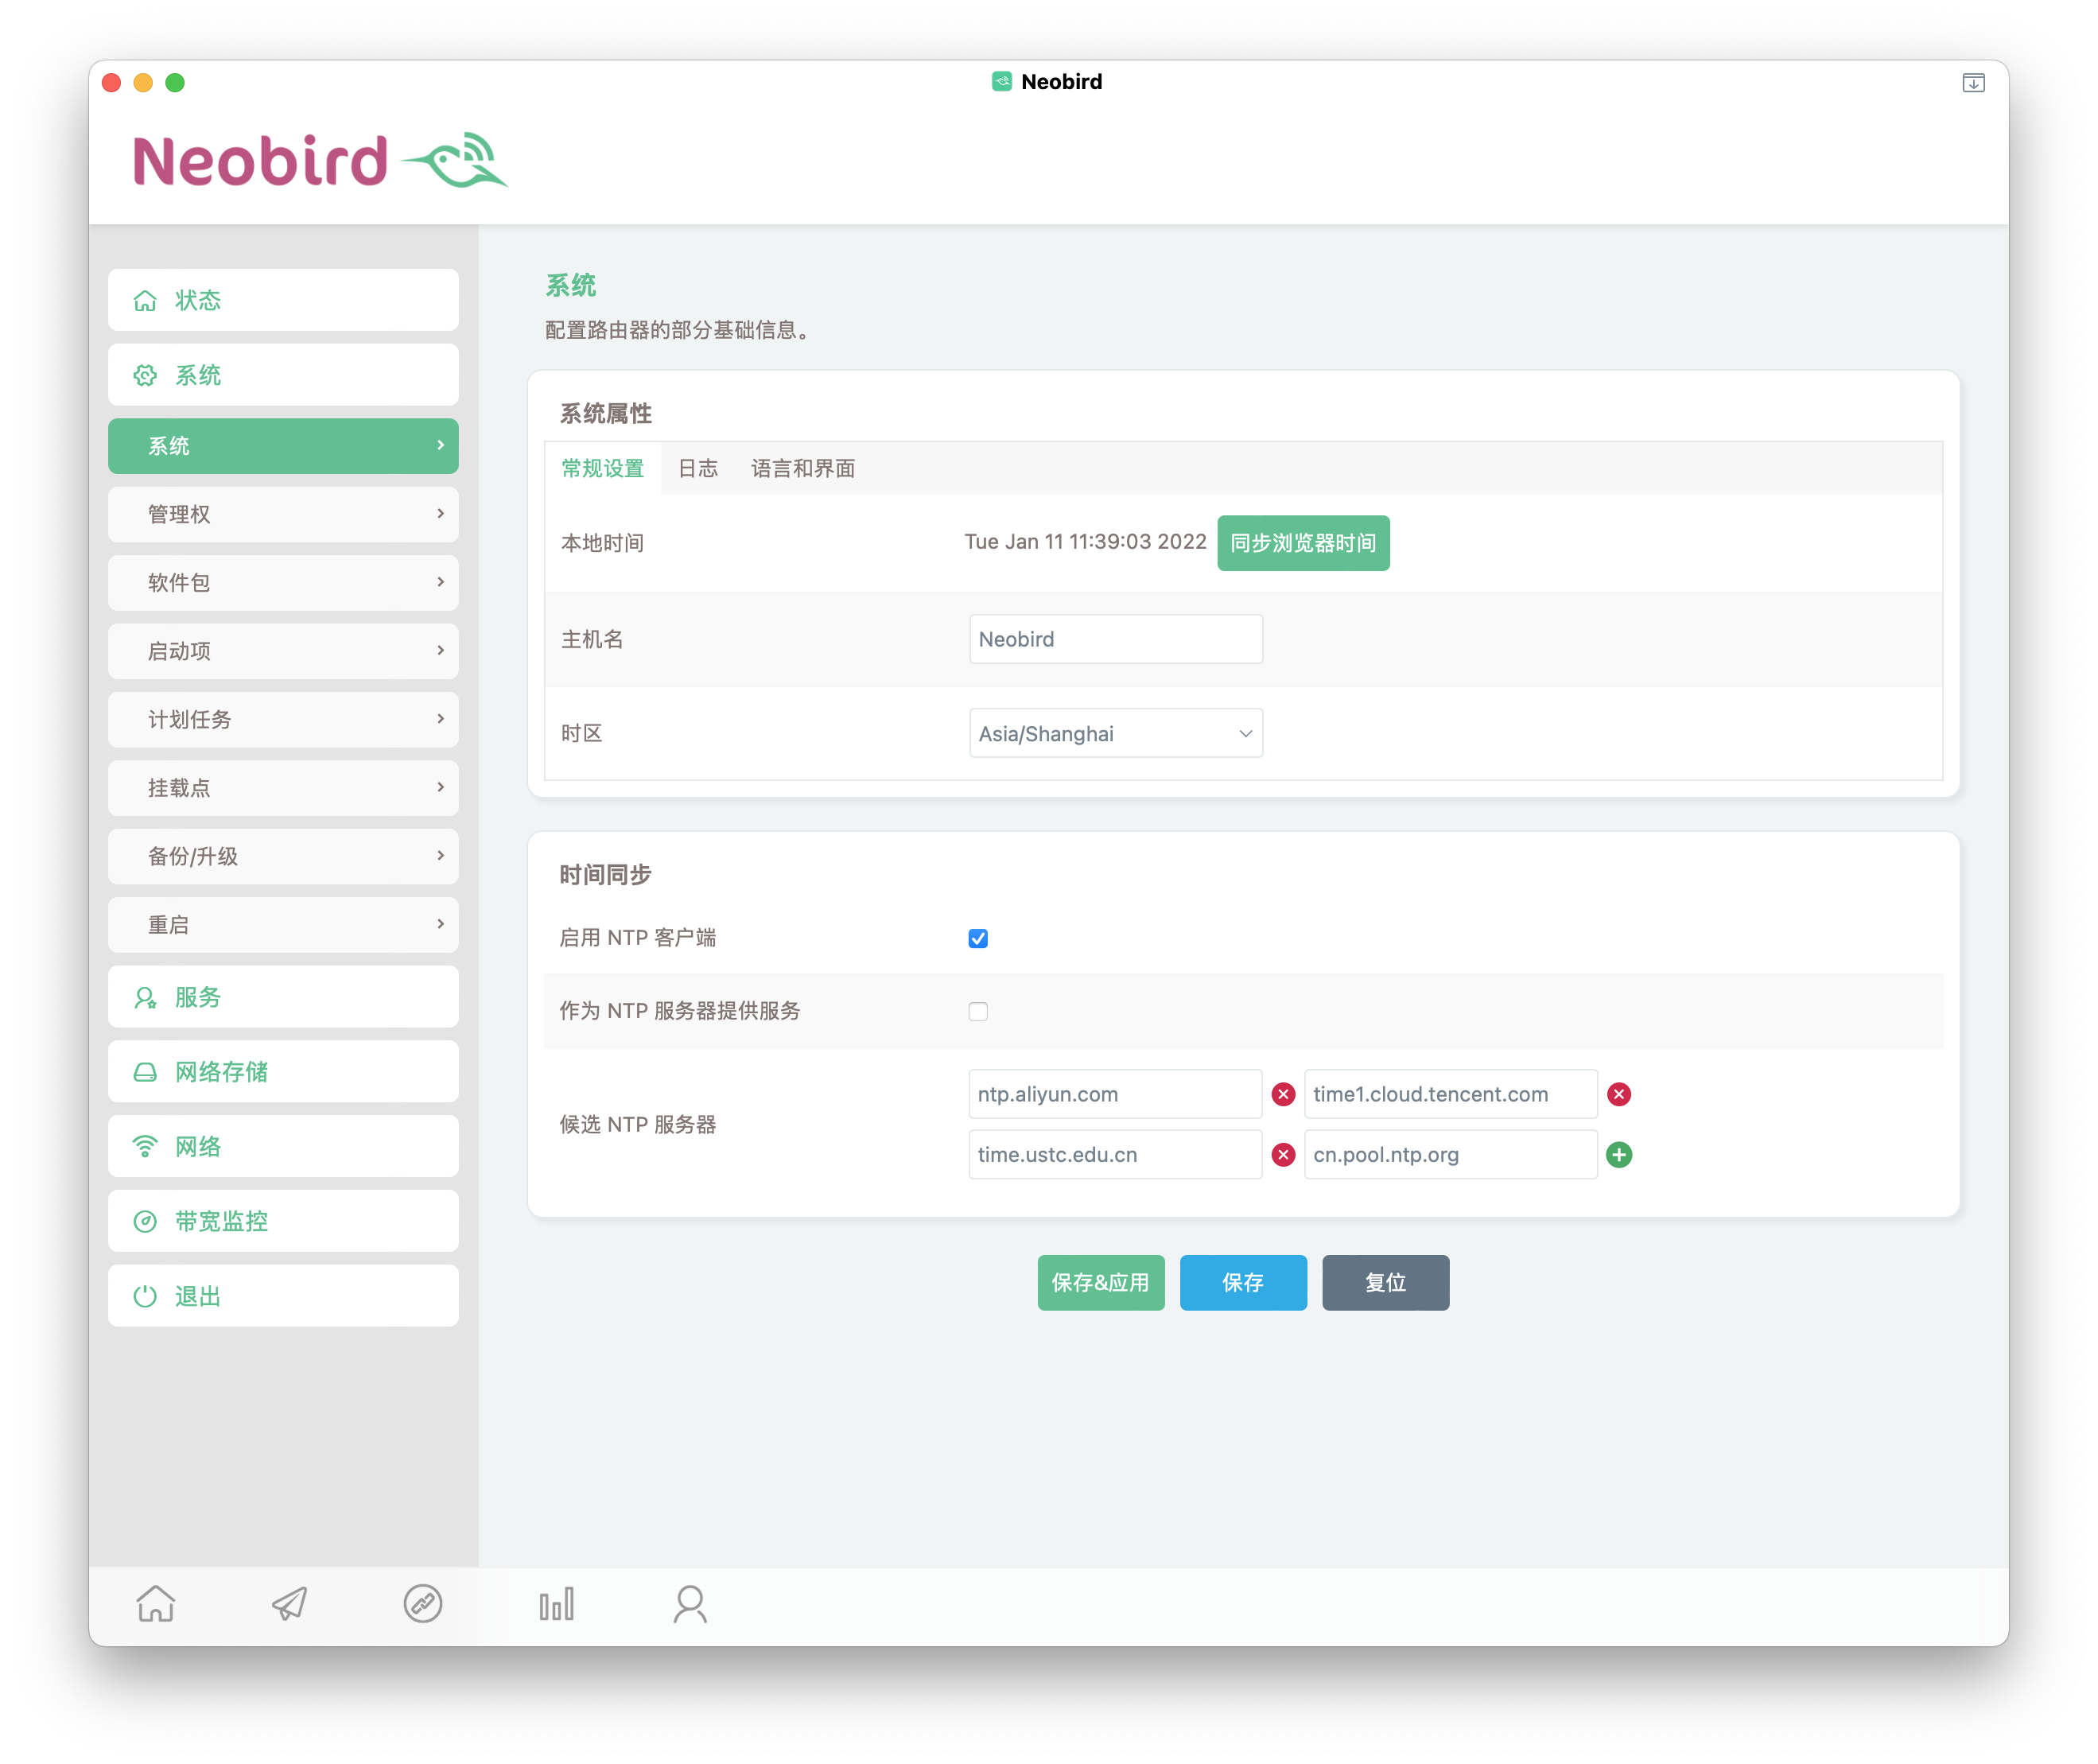 Neobird
Neobird
状态
系统
系统
管理权
软件包
启动项
计划任务
挂载点
备份/升级
重启
服务
网络存储
网络
带宽监控
退出
系统
配置路由器的部分基础信息。
系统属性
常规设置 日志 语言和界面
本地时间 Tue Jan 11 11:39:03 2022 同步浏览器时间
主机名 Neobird
时区 Asia/Shanghai
时间同步
启用 NTP 客户端
作为 NTP 服务器提供服务
候选 NTP 服务器
ntp.aliyun.com time1.cloud.tencent.com
time.ustc.edu.cn cn.pool.ntp.org
保存&应用 保存 复位